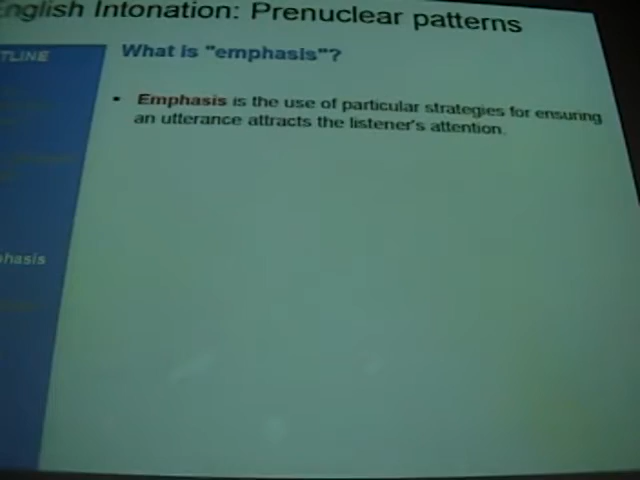 English Intonation: Prenuclear patterns
TLINE
What is "emphasis"?
• Emphasis is the use of particular strategies for ensuring
an utterance attracts the listener's attention.
phasis